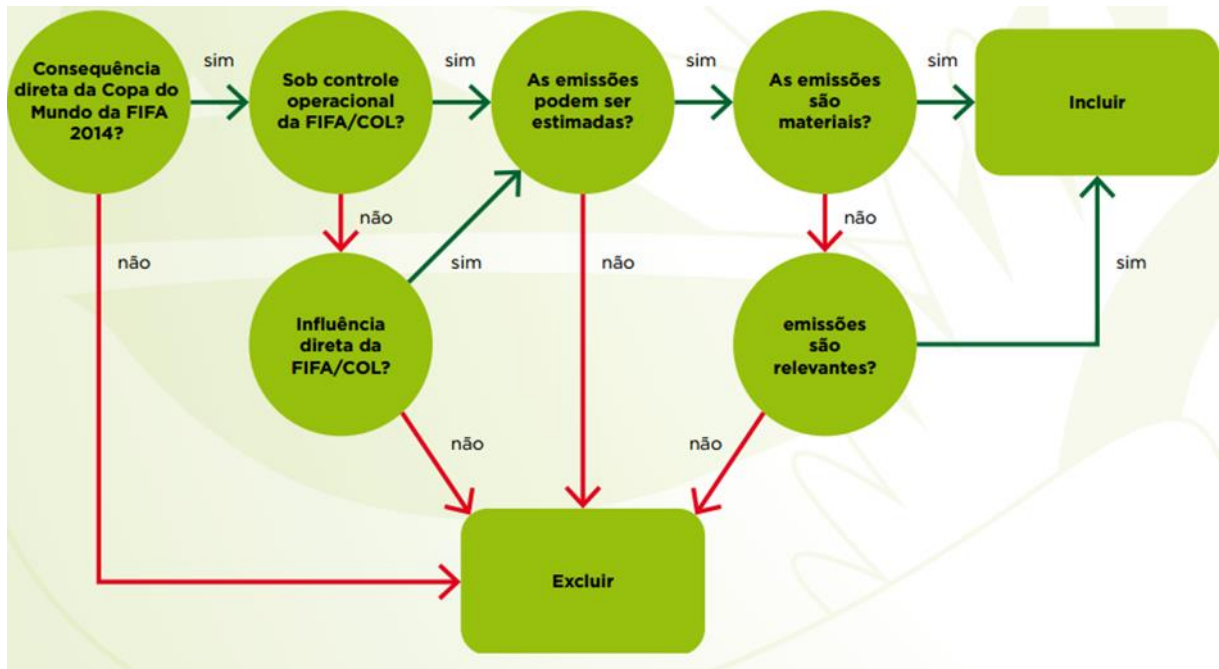 Consequência
direta da Copa do
Mundo da FIFA
2014?
sim
Sob controle
operacional
da FIFA/COL?
sim
As emissões
podem ser
estimadas?
sim
As emissões
são
materiais?
sim
Incluir
não
não
sim
não
não
sim
Influência
direta da
FIFA/COL?
emissões
são
relevantes?
não
não
Excluir